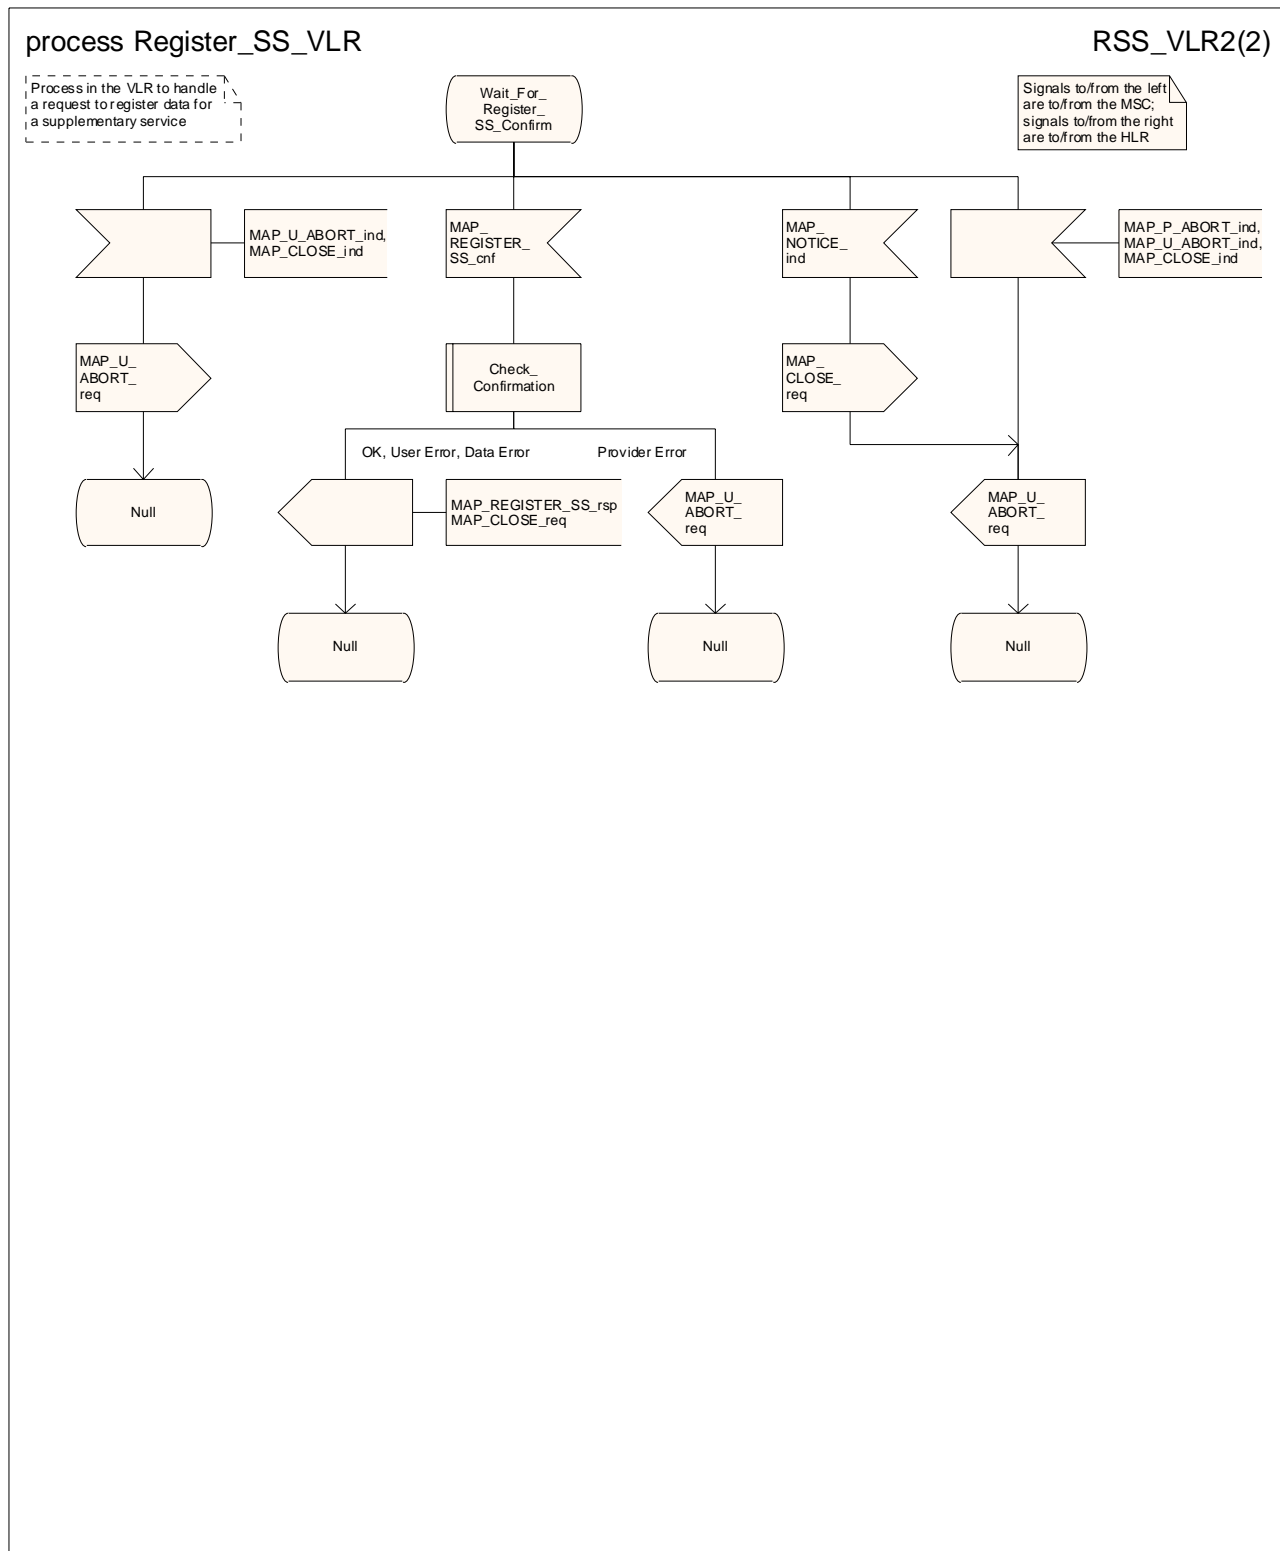 process Register_SS_VLR
RSS_VLR2(2)
Process in the VLR to handle
a request to register data for
a supplementary service
Wait_For_
Register_
SS_Confirm
Signals to/from the left
are to/from the MSC;
signals to/from the right
are to/from the HLR
MAP_U_ABORT_ind,
MAP_CLOSE_ind
MAP_
REGISTER_
SS_cnf
MAP_
NOTICE_
ind
MAP_P_ABORT_ind,
MAP_U_ABORT_ind,
MAP_CLOSE_ind
MAP_U_
ABORT_
req
Check_
Confirmation
MAP_
CLOSE_
req
OK, User Error, Data Error
Provider Error
Null
MAP_REGISTER_SS_rsp
MAP_CLOSE_req
MAP_U_
ABORT_
req
MAP_U_
ABORT_
req
Null
Null
Null